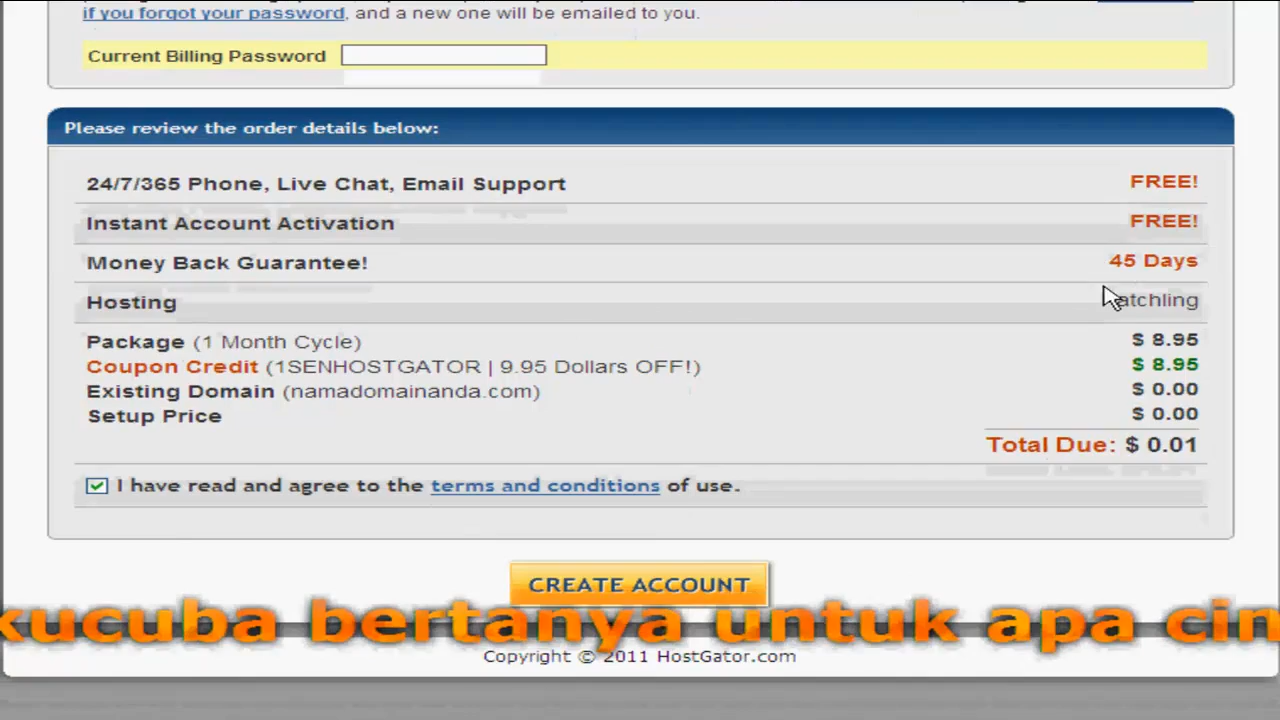 if you forgot your password, and a new one will be emailed to you.
Current Billing Password
Please review the order details below:
24/7/365 Phone, Live Chat, Email Support FREE!
Instant Account Activation FREE!
Money Back Guarantee! 45 Days
Hosting atchling
Package (1 Month Cycle) $ 8.95
Coupon Credit (1SENHOSTGATOR | 9.95 Dollars OFF!) $ 8.95
Existing Domain (namadomainanda.com) $ 0.00
Setup Price $ 0.00
Total Due: $ 0.01
I have read and agree to the terms and conditions of use.
CREATE ACCOUNT
kucuba bertanya untuk apa cin
Copyright © 2011 HostGator.com